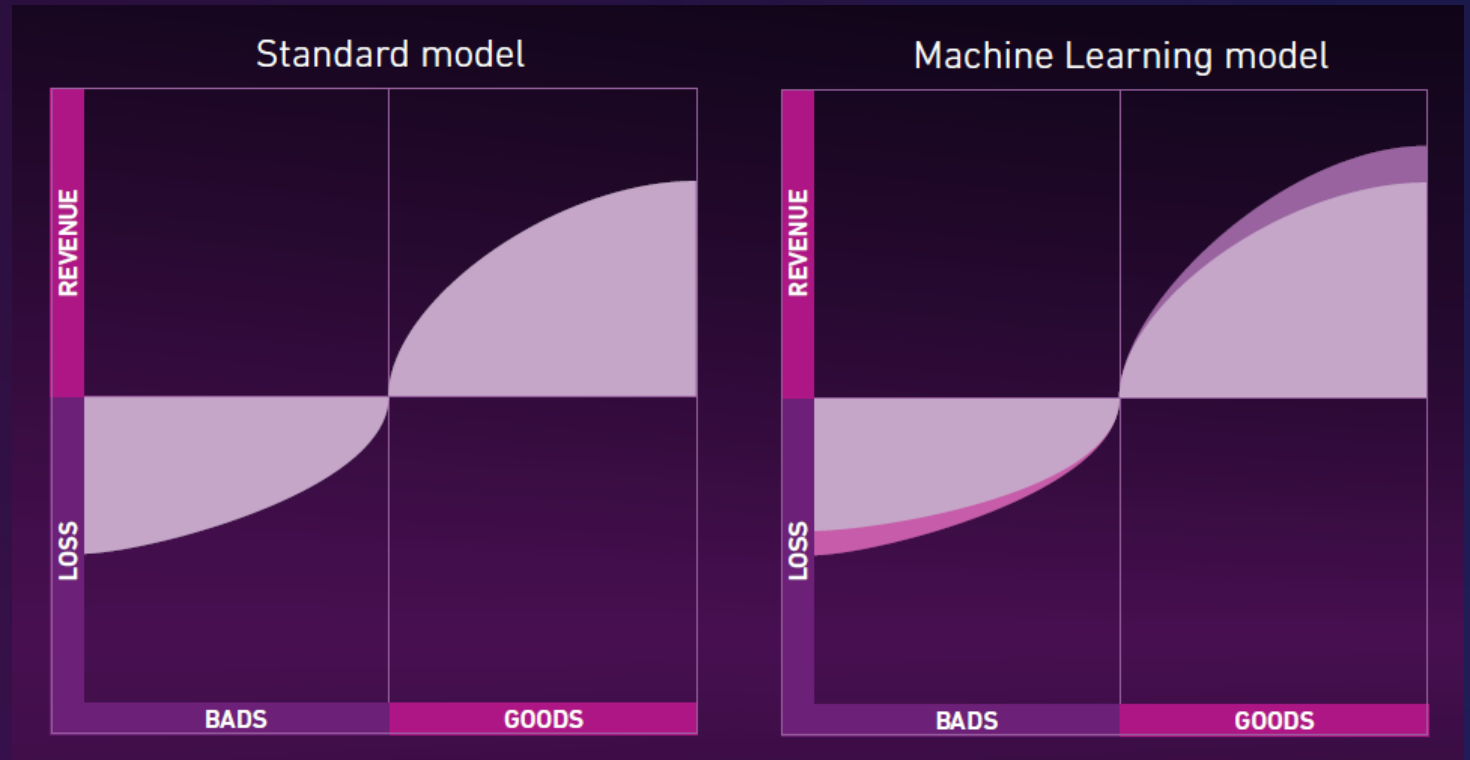 Standard model
REVENUE
LOSS
BADS
GOODS
Machine Learning model
REVENUE
LOSS
BADS
GOODS